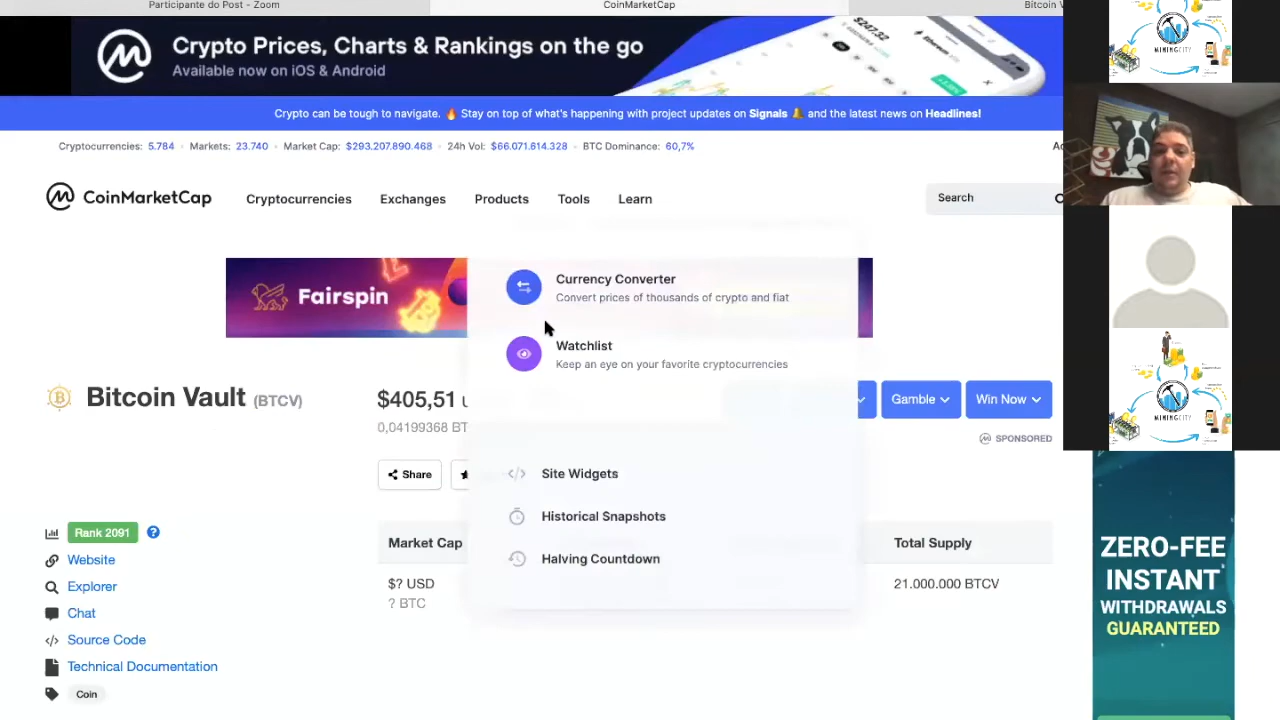 Participante do Post - Zoom
CoinMarketCap
Bitcoin V
Crypto Prices, Charts & Rankings on the go
Available now on iOS & Android
$247.32
Ethereum
Crypto can be tough to navigate. 🔥 Stay on top of what's happening with project updates on Signals 🔔 and the latest news on Headlines!
Cryptocurrencies: 5.784 • Markets: 23.740 • Market Cap: $293.207.890.468 • 24h Vol: $66.071.614.328 • BTC Dominance: 60,7%
CoinMarketCap
Cryptocurrencies
Exchanges
Products
Tools
Learn
Search
Fairspin
Currency Converter
Convert prices of thousands of crypto and fiat
Watchlist
Keep an eye on your favorite cryptocurrencies
Bitcoin Vault (BTCV)
$405,51
0,04199368 BT
Gamble
Win Now
SPONSORED
Share
Site Widgets
Historical Snapshots
Halving Countdown
Rank 2091
Website
Explorer
Chat
Source Code
Technical Documentation
Coin
Market Cap
$? USD
? BTC
Total Supply
21.000.000 BTCV
MININGCITY
MININGCITY
ZERO-FEE
INSTANT
WITHDRAWALS
GUARANTEED